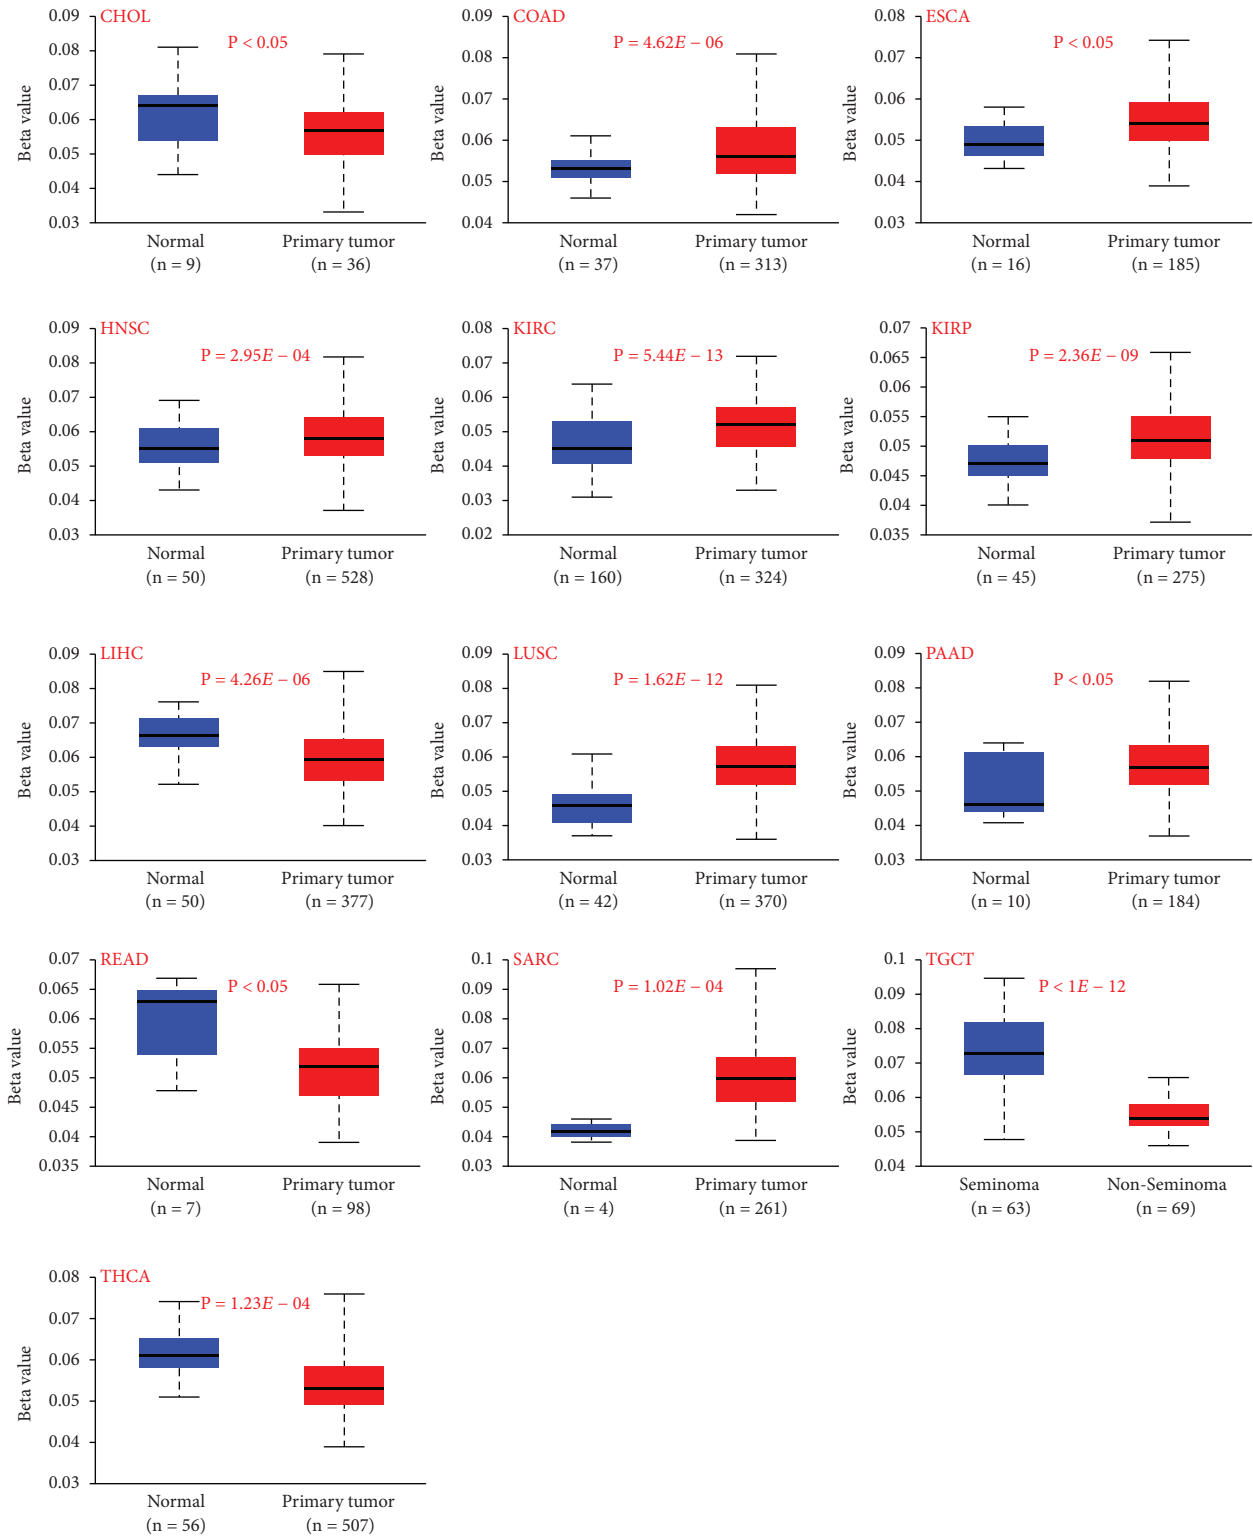 CHOL
P < 0.05
Beta value
0.09
0.08
0.07
0.06
0.05
0.04
0.03
Normal
(n = 9)
Primary tumor
(n = 36)
COAD
P = 4.62E − 06
Beta value
0.09
0.08
0.07
0.06
0.05
0.04
Normal
(n = 37)
Primary tumor
(n = 313)
ESCA
P < 0.05
Beta value
0.08
0.07
0.06
0.05
0.04
0.03
Normal
(n = 16)
Primary tumor
(n = 185)
HNSC
P = 2.95E − 04
Beta value
0.09
0.08
0.07
0.06
0.05
0.04
0.03
Normal
(n = 50)
Primary tumor
(n = 528)
KIRC
P = 5.44E − 13
Beta value
0.08
0.07
0.06
0.05
0.04
0.03
0.02
Normal
(n = 160)
Primary tumor
(n = 324)
KIRP
P = 2.36E − 09
Beta value
0.07
0.065
0.06
0.055
0.05
0.045
0.04
0.035
Normal
(n = 45)
Primary tumor
(n = 275)
LIHC
P = 4.26E − 06
Beta value
0.09
0.08
0.07
0.06
0.05
0.04
0.03
Normal
(n = 50)
Primary tumor
(n = 377)
LUSC
P = 1.62E − 12
Beta value
0.09
0.08
0.07
0.06
0.05
0.04
0.03
Normal
(n = 42)
Primary tumor
(n = 370)
PAAD
P < 0.05
Beta value
0.09
0.08
0.07
0.06
0.05
0.04
0.03
Normal
(n = 10)
Primary tumor
(n = 184)
READ
P < 0.05
Beta value
0.07
0.065
0.06
0.055
0.05
0.045
0.04
0.035
Normal
(n = 7)
Primary tumor
(n = 98)
SARC
P = 1.02E − 04
Beta value
0.1
0.09
0.08
0.07
0.06
0.05
0.04
0.03
Normal
(n = 4)
Primary tumor
(n = 261)
TGCT
P < 1E − 12
Beta value
0.1
0.09
0.08
0.07
0.06
0.05
0.04
Seminoma
(n = 63)
Non-Seminoma
(n = 69)
THCA
P = 1.23E − 04
Beta value
0.08
0.07
0.06
0.05
0.04
0.03
Normal
(n = 56)
Primary tumor
(n = 507)